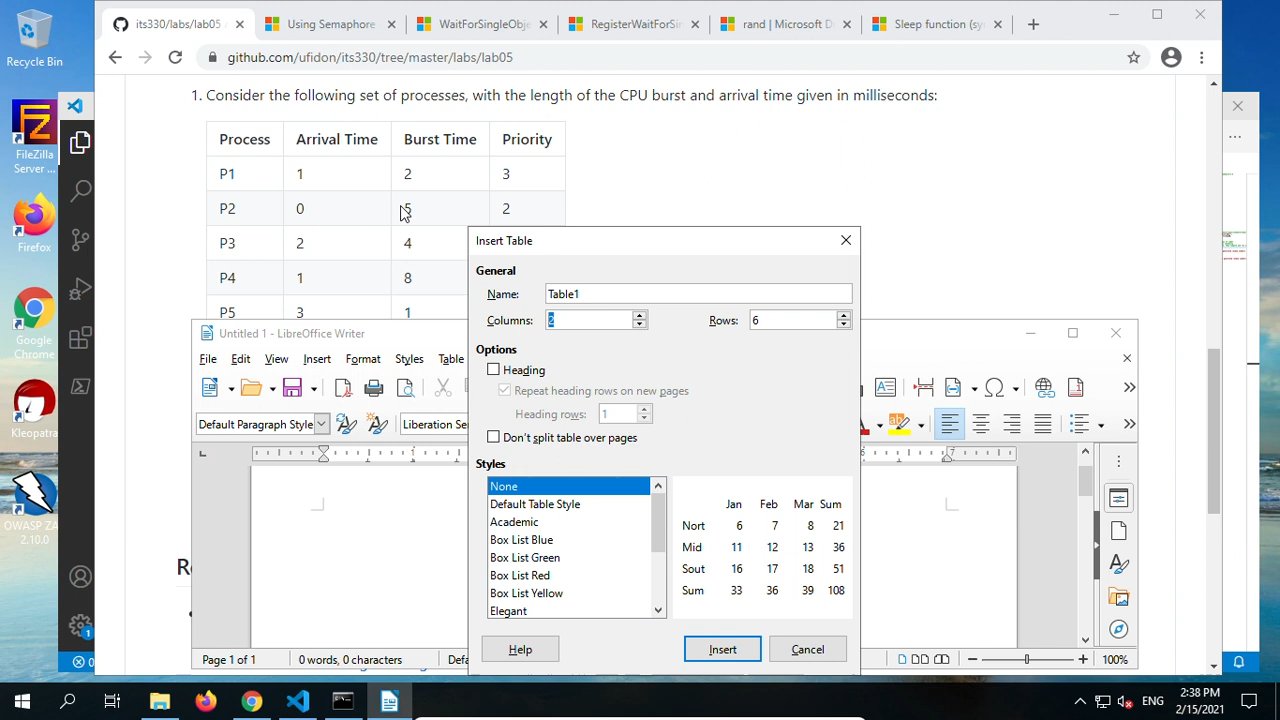 Recycle Bin
FileZilla
Server ...
Firefox
Google
Chrome
Kleopatra
OWASP ZA
2.10.0
its330/labs/lab05
Using Semaphore
WaitForSingleObje
RegisterWaitForSin
rand | Microsoft D
Sleep function (sy
github.com/ufidon/its330/tree/master/labs/lab05
1. Consider the following set of processes, with the length of the CPU burst and arrival time given in milliseconds:
Process Arrival Time Burst Time Priority
P1 1 2 3
P2 0 5 2
P3 2 4
P4 1 8
P5 3 1
Insert Table
General
Name: Table1
Columns: 2 Rows: 6
Options
Heading
Repeat heading rows on new pages
Heading rows: 1
Don't split table over pages
Styles
None
Default Table Style
Academic
Box List Blue
Box List Green
Box List Red
Box List Yellow
Elegant
Jan Feb Mar Sum
Nort 6 7 8 21
Mid 11 12 13 36
Sout 16 17 18 51
Sum 33 36 39 108
Help Insert Cancel
Untitled 1 - LibreOffice Writer
File Edit View Insert Format Styles Table
Default Paragraph Style Liberation Se
6 7
Page 1 of 1 0 words, 0 characters Defa 100%
1
0
ENG
2:38 PM
2/15/2021